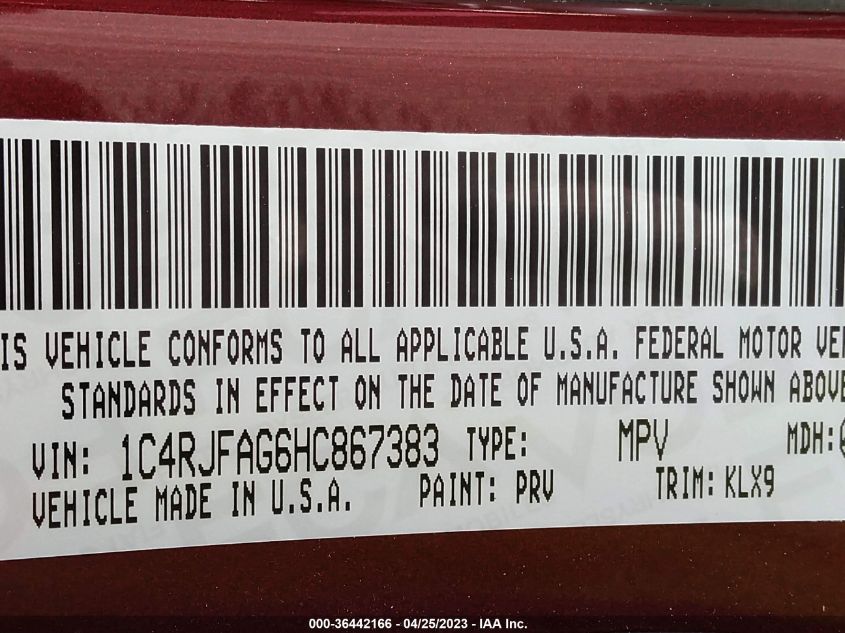 IS VEHICLE CONFORMS TO ALL APPLICABLE U.S.A. FEDERAL MOTOR
STANDARDS IN EFFECT ON THE DATE OF MANUFACTURE SHOWN ABOVE
VIN: 1C4RJFAG6HC867383 TYPE: MPV MDH:
VEHICLE MADE IN U.S.A. PAINT: PRV TRIM: KLX9
000-36442166 - 04/25/2023 - IAA Inc.